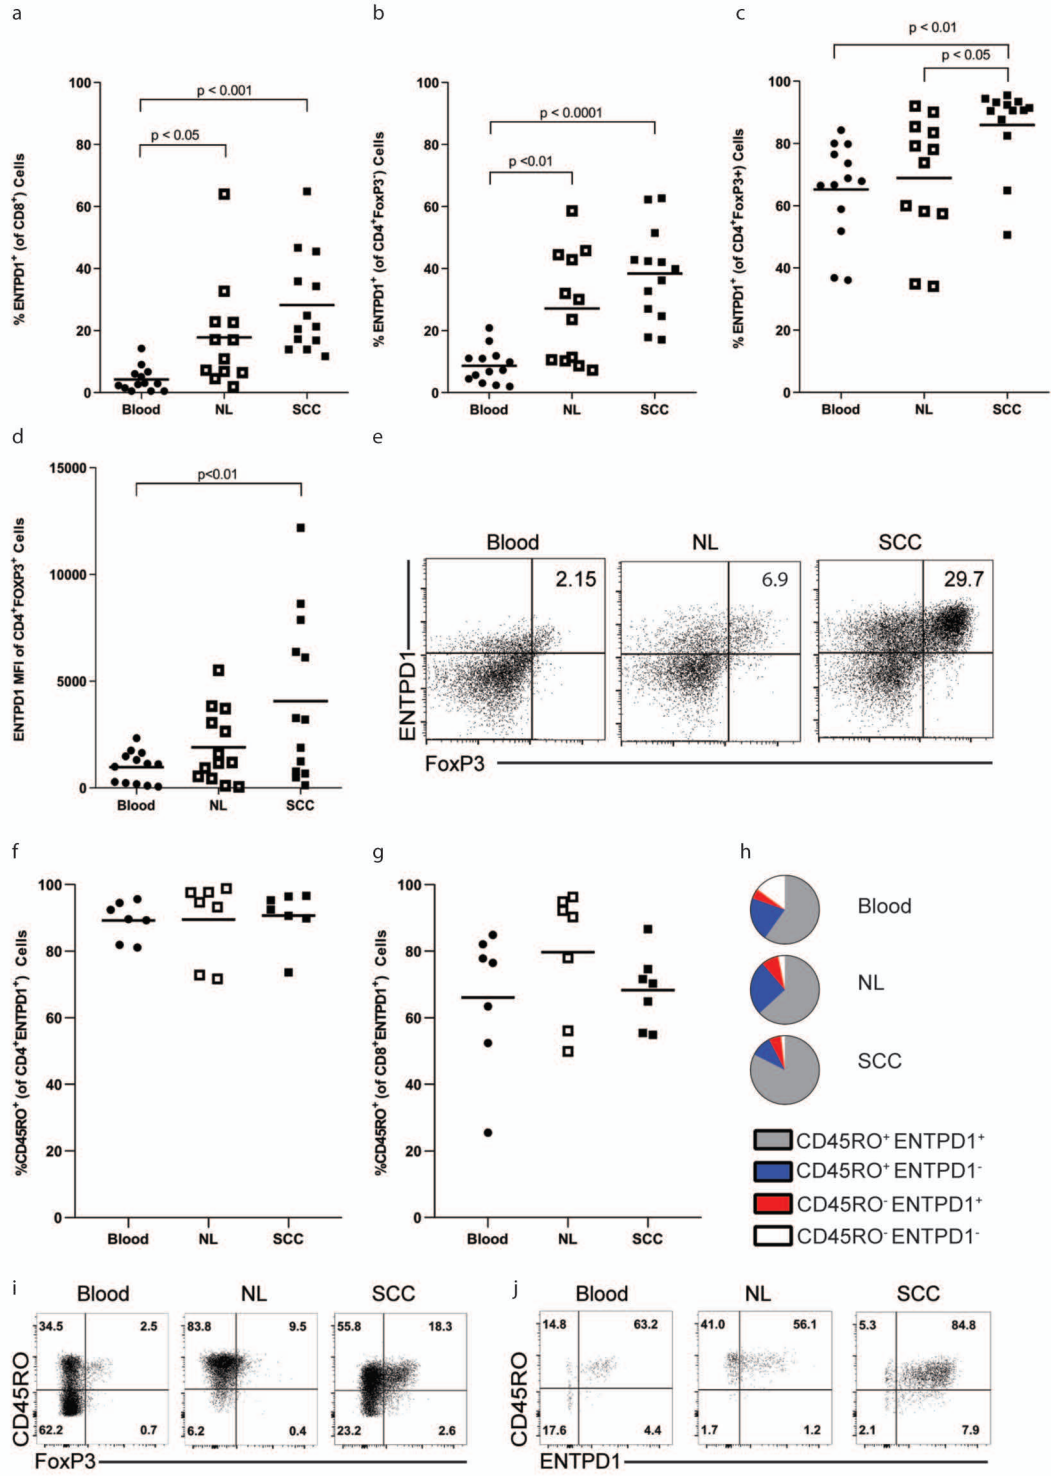 a
b
c
p < 0.001
p < 0.05
% ENTPD1+ (of CD8+) Cells
100
80
60
40
20
0
Blood
NL
SCC
p < 0.0001
p <0.01
% ENTPD1+ (of CD4+FoxP3-) Cells
100
80
60
40
20
0
Blood
NL
SCC
p < 0.01
p < 0.05
% ENTPD1+ (of CD4+FoxP3+) Cells
100
80
60
40
20
0
Blood
NL
SCC
d
e
p<0.01
ENTPD1 MFI of CD4+FOXP3+ Cells
15000
10000
5000
0
Blood
NL
SCC
Blood
NL
SCC
2.15
6.9
29.7
ENTPD1
FoxP3
f
g
h
%CD45RO+ (of CD4+ENTPD1+) Cells
100
80
60
40
20
0
Blood
NL
SCC
%CD45RO+ (of CD8+ENTPD1+) Cells
100
80
60
40
20
0
Blood
NL
SCC
Blood
NL
SCC
CD45RO+ ENTPD1+
CD45RO+ ENTPD1-
CD45RO- ENTPD1+
CD45RO- ENTPD1-
i
Blood
NL
SCC
34.5 2.5
62.2 0.7
83.8 9.5
6.2 0.4
55.8 18.3
23.2 2.6
CD45RO
FoxP3
j
Blood
NL
SCC
14.8 63.2
17.6 4.4
41.0 56.1
1.7 1.2
5.3 84.8
2.1 7.9
CD45RO
ENTPD1